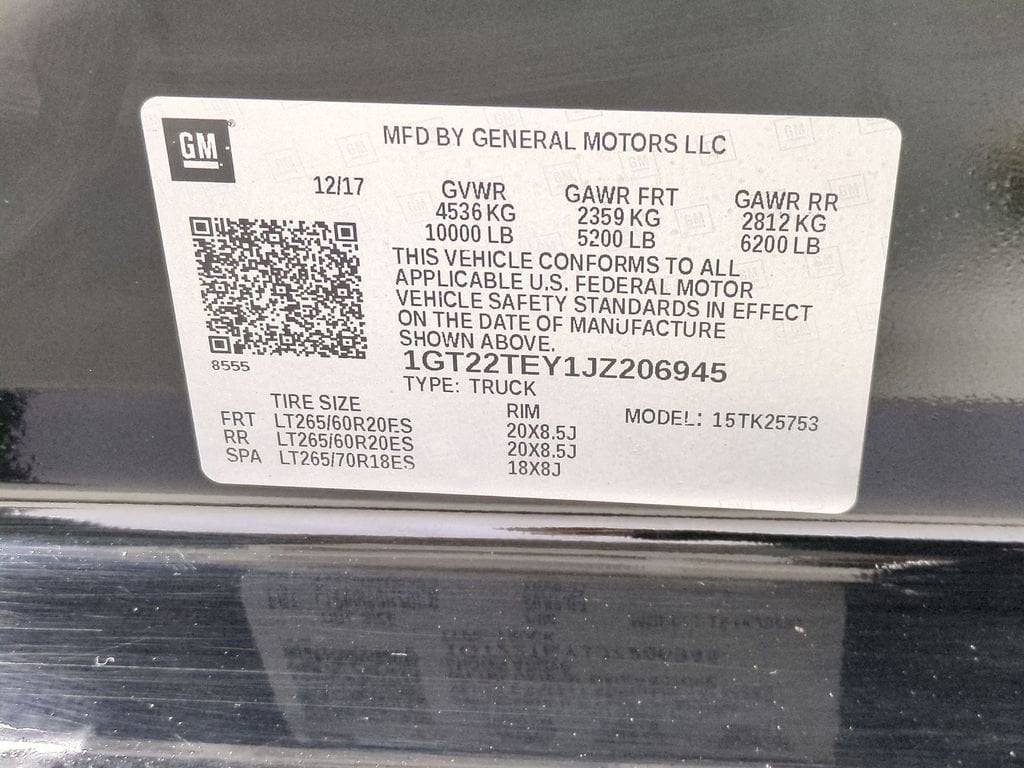 GM
MFD BY GENERAL MOTORS LLC
12/17
GVWR GAWR FRT GAWR RR
4536 KG 2359 KG 2812 KG
10000 LB 5200 LB 6200 LB
THIS VEHICLE CONFORMS TO ALL
APPLICABLE U.S. FEDERAL MOTOR
VEHICLE SAFETY STANDARDS IN EFFECT
ON THE DATE OF MANUFACTURE
SHOWN ABOVE.
8555
1GT22TEY1JZ206945
TYPE: TRUCK
TIRE SIZE RIM MODEL: 15TK25753
FRT LT265/60R20ES 20X8.5J
RR LT265/60R20ES 20X8.5J
SPA LT265/70R18ES 18X8J